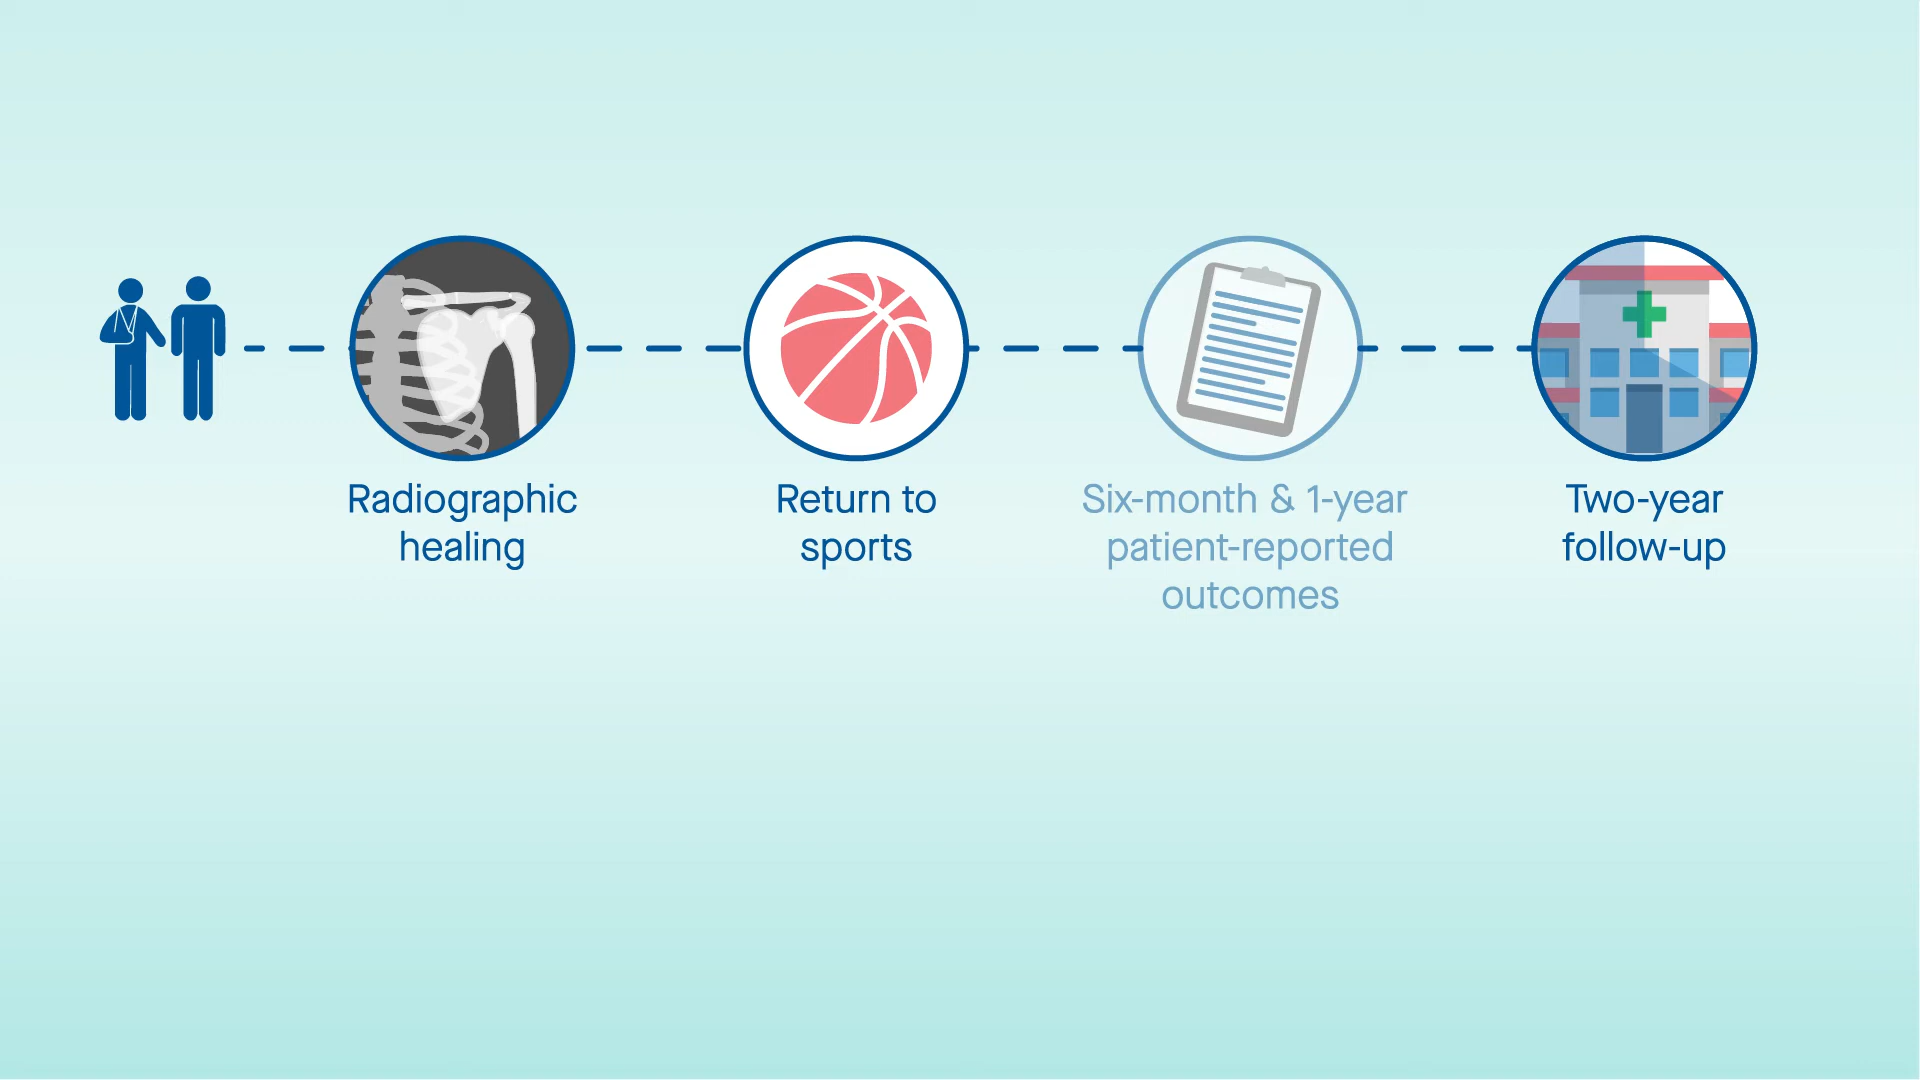 Radiographic
healing
Return to
sports
Six-month & 1-year
patient-reported
outcomes
Two-year
follow-up